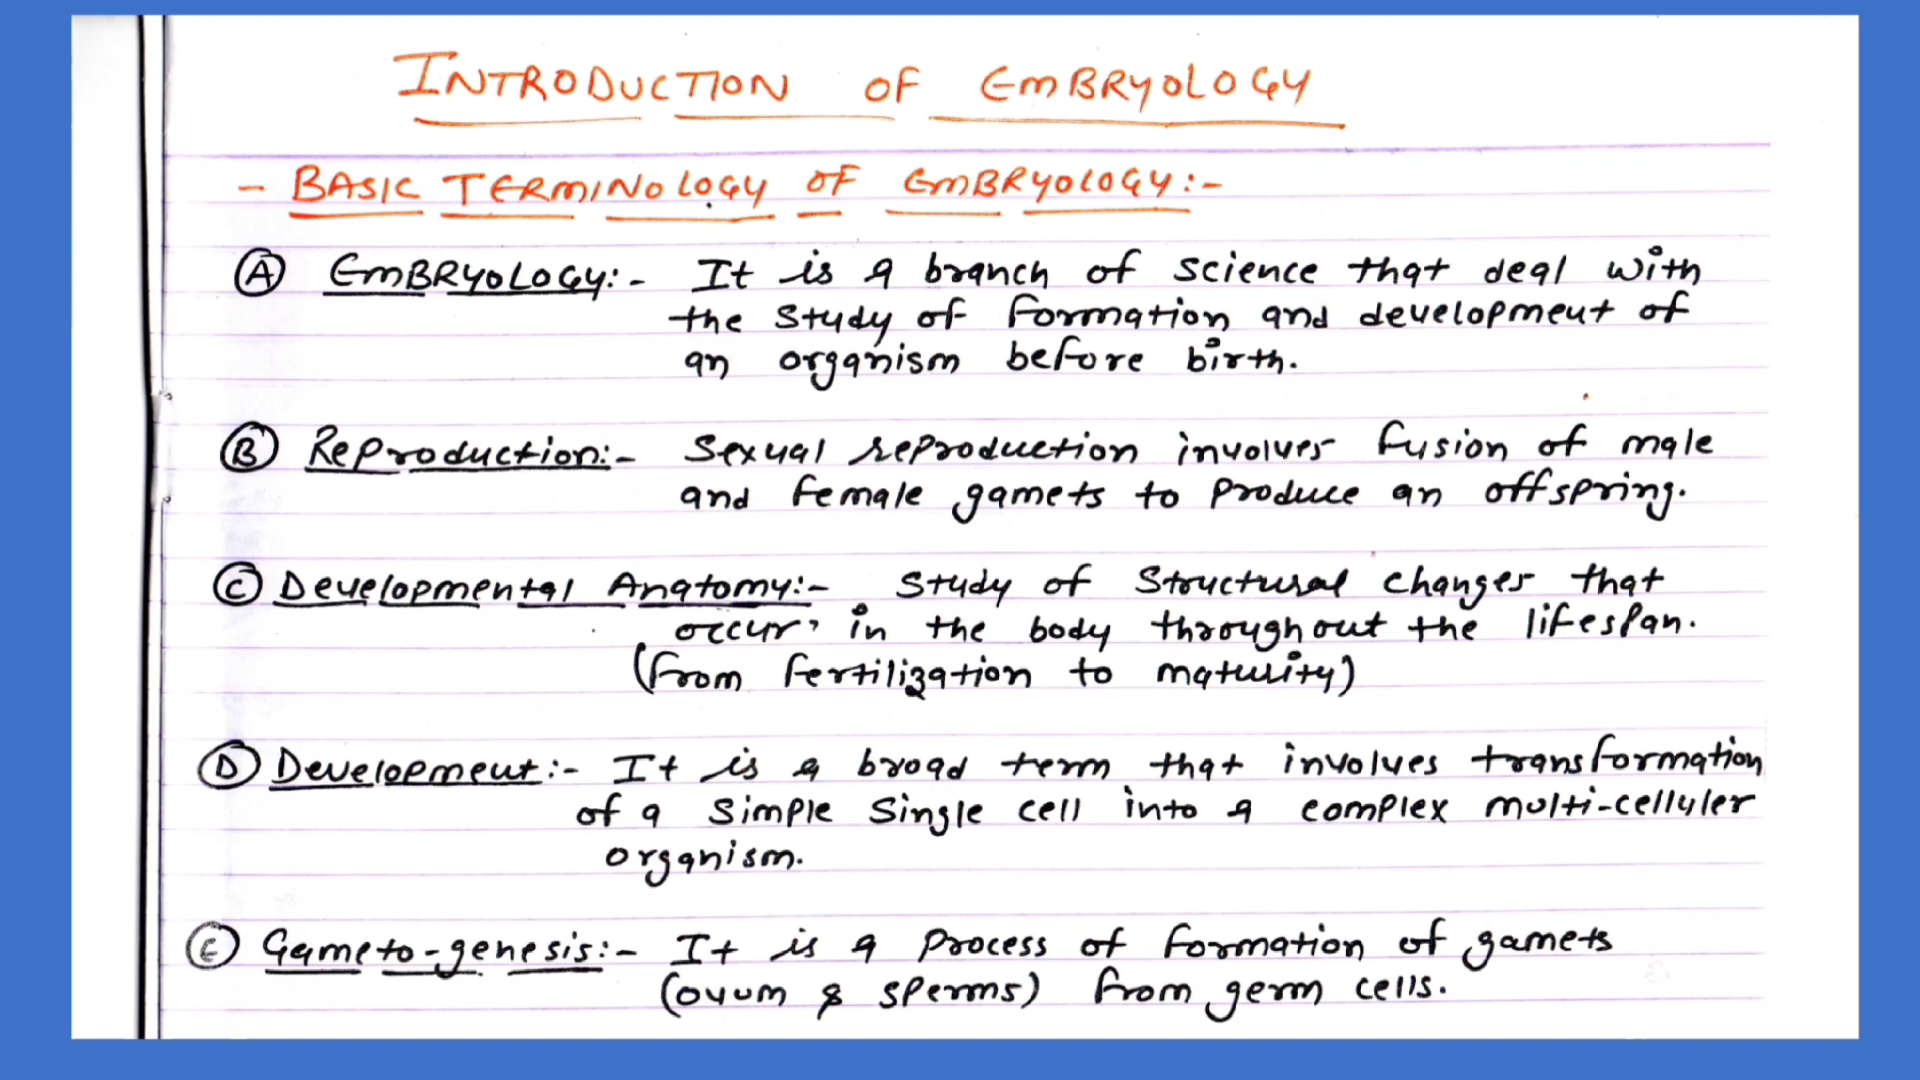 INTRODUCTION OF EMBRYOLOGY
- BASIC TERMINOLOGY OF EMBRYOLOGY:-
(A) EMBRYOLOGY:- It is a branch of science that deal with
the study of formation and development of
an organism before birth.
(B) Reproduction:- Sexual reproduction involves fusion of male
and female gamets to produce an offspring.
(C) Developmental Anatomy:- Study of Structural changes that
occur, in the body throughout the lifespan.
(from fertilization to maturity)
(D) Development:- It is a broad term that involves transformation
of a simple single cell into a complex multi-celluler
organism.
(E) Gameto-genesis:- It is a process of formation of gamets
(ovum & sperms) from germ cells.